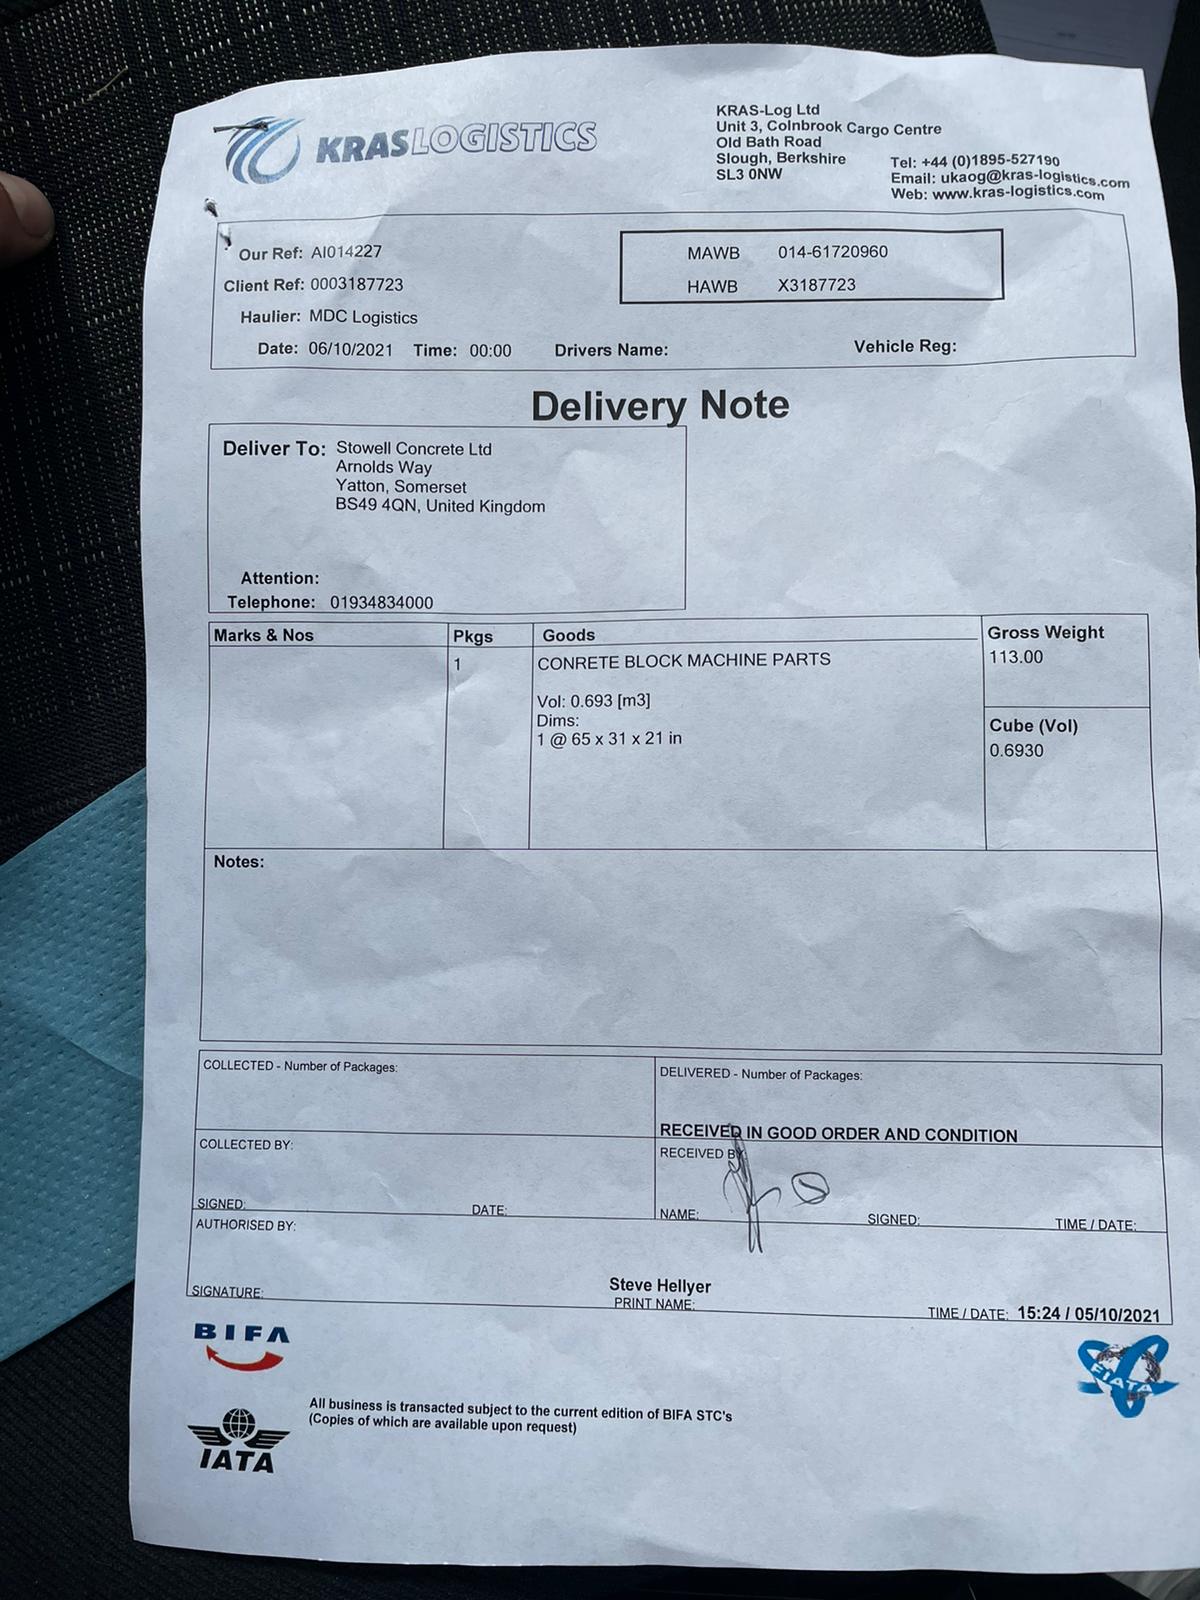 KRAS LOGISTICS
KRAS-Log Ltd
Unit 3, Colnbrook Cargo Centre
Old Bath Road
Slough, Berkshire
SL3 0NW
Tel: +44 (0)1895-527190
Email: ukaog@kras-logistics.com
Web: www.kras-logistics.com
Our Ref: AI014227
Client Ref: 0003187723
Haulier: MDC Logistics
Date: 06/10/2021 Time: 00:00 Drivers Name: Vehicle Reg:
MAWB 014-61720960
HAWB X3187723
Delivery Note
Deliver To: Stowell Concrete Ltd
Arnolds Way
Yatton, Somerset
BS49 4QN, United Kingdom
Attention:
Telephone: 01934834000
Marks & Nos Pkgs Goods Gross Weight
1 CONRETE BLOCK MACHINE PARTS 113.00
Vol: 0.693 [m3]
Dims:
1 @ 65 x 31 x 21 in
Cube (Vol)
0.6930
Notes:
COLLECTED - Number of Packages:
DELIVERED - Number of Packages:
RECEIVED IN GOOD ORDER AND CONDITION
COLLECTED BY:
RECEIVED BY
SIGNED: DATE:
NAME: SIGNED: TIME / DATE:
AUTHORISED BY:
Steve Hellyer
SIGNATURE: PRINT NAME: TIME / DATE: 15:24 / 05/10/2021
BIFA
FIATA
All business is transacted subject to the current edition of BIFA STC's
(Copies of which are available upon request)
IATA